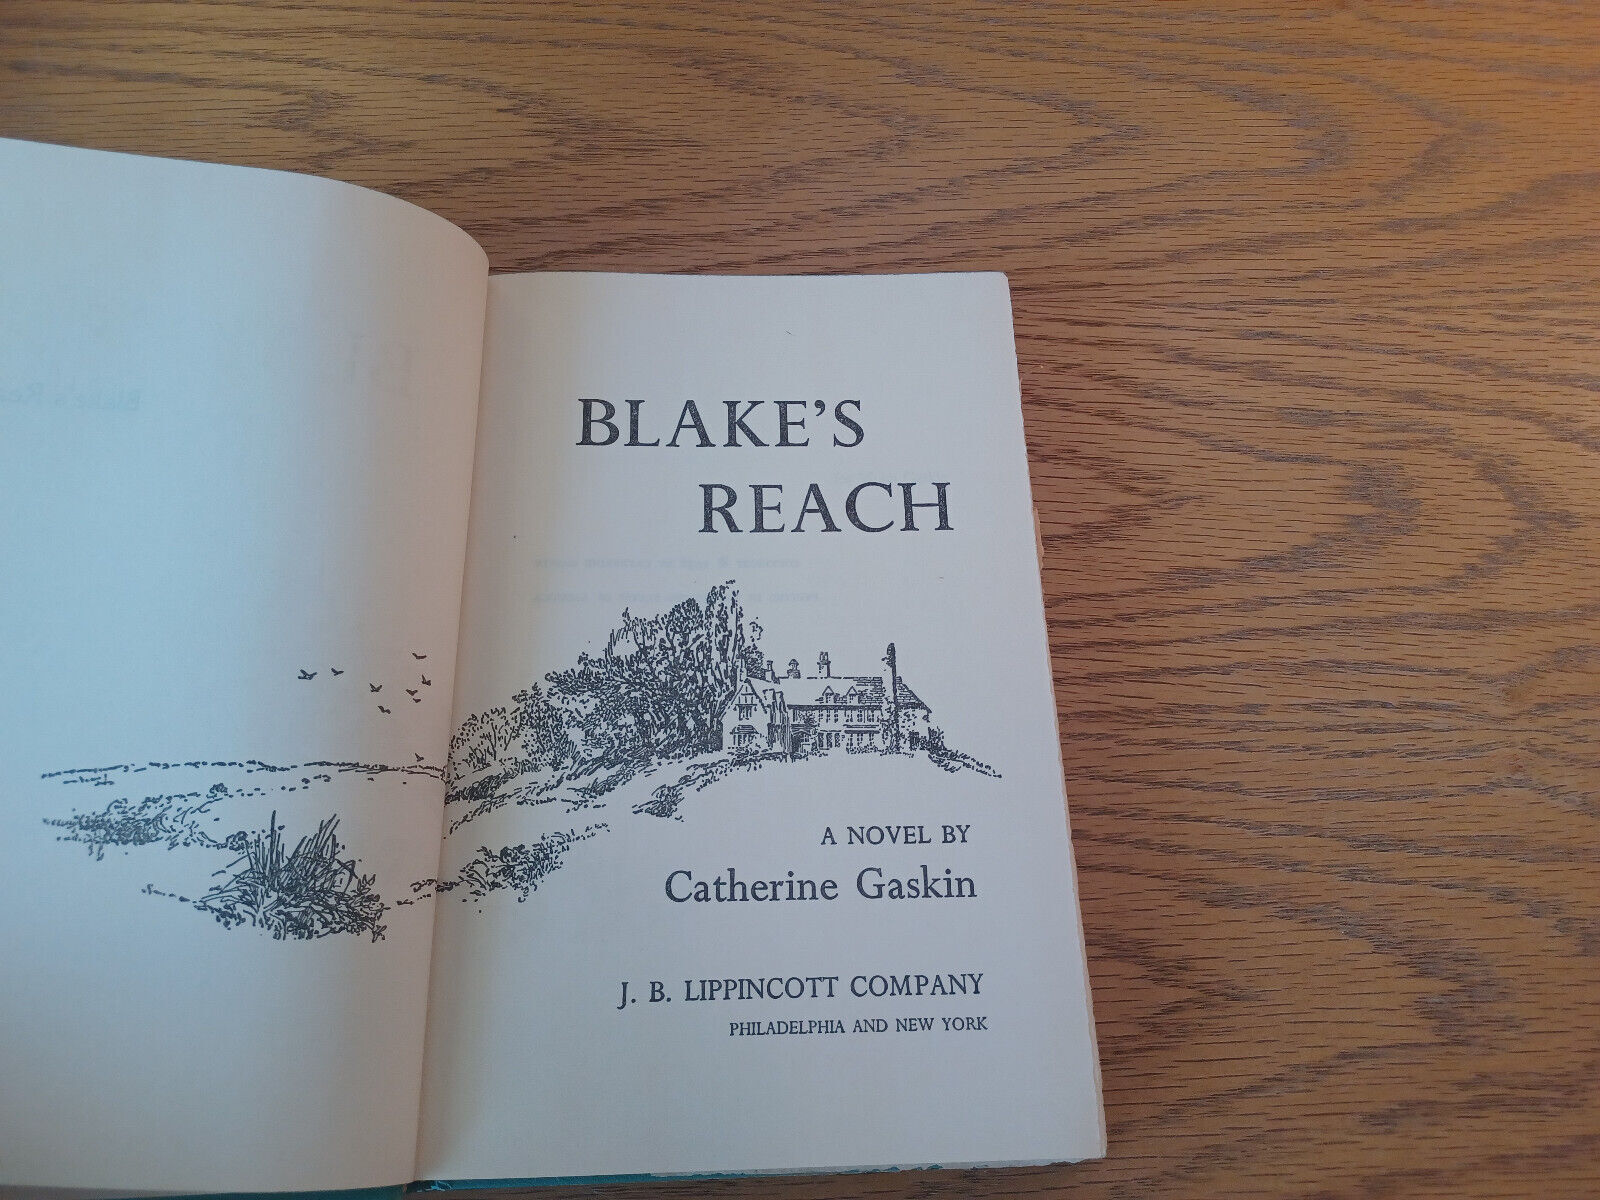 BLAKE'S
REACH
A NOVEL BY
Catherine Gaskin
J. B. LIPPINCOTT COMPANY
PHILADELPHIA AND NEW YORK